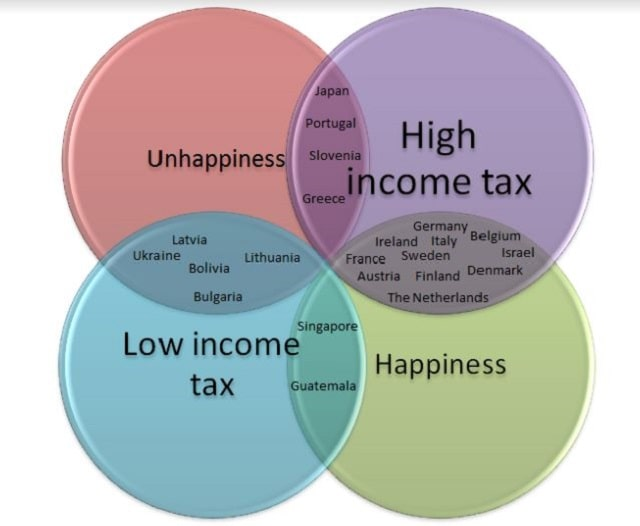 Japan
Portugal
Unhappiness
Slovenia
High
income tax
Greece
Latvia
Ukraine
Bolivia
Lithuania
Bulgaria
Germany
Ireland Italy Belgium
France Sweden Israel
Austria Finland Denmark
The Netherlands
Singapore
Low income
tax
Guatemala
Happiness